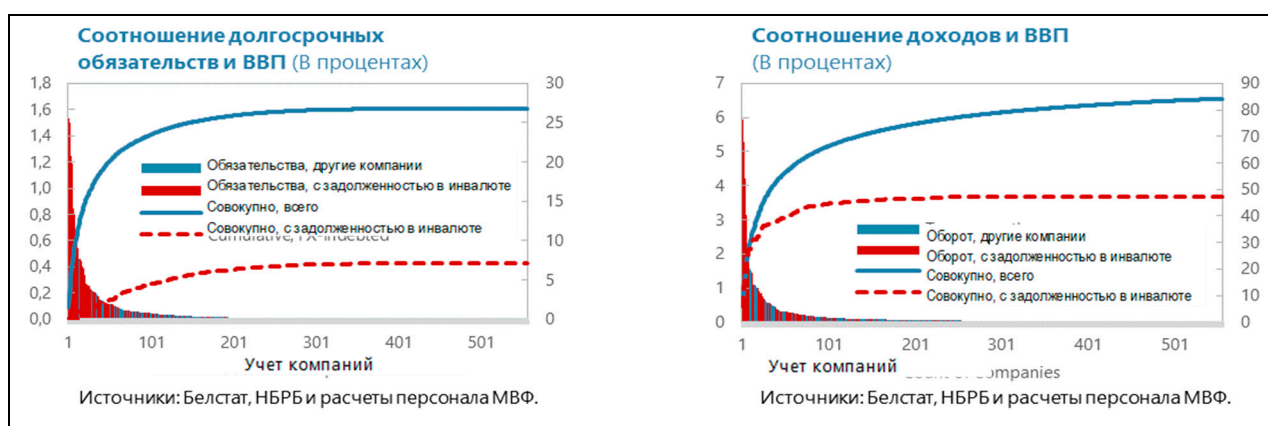 Соотношение долгосрочных
обязательств и ВВП (В процентах)
1,8
1,6
1,4
1,2
1,0
0,8
0,6
0,4
0,2
0,0
30
25
20
15
10
5
0
Обязательства, другие компании
Обязательства, с задолженностью в инвалюте
Совокупно, всего
Совокупно, с задолженностью в инвалюте
1 101 201 301 401 501
Учет компаний
Источники: Белстат, НБРБ и расчеты персонала МВФ.
Соотношение доходов и ВВП
(В процентах)
7
6
5
4
3
2
1
0
90
80
70
60
50
40
30
20
10
0
Оборот, другие компании
Оборот, с задолженностью в инвалюте
Совокупно, всего
Совокупно, с задолженностью в инвалюте
1 101 201 301 401 501
Учет компаний
Companies
Источники: Белстат, НБРБ и расчеты персонала МВФ.